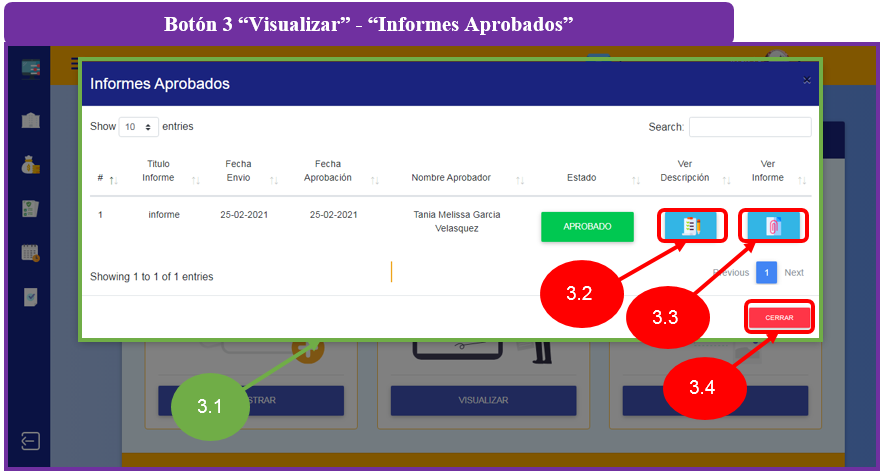 Botón 3 “Visualizar” - “Informes Aprobados”
Informes Aprobados
x
Show 10 entries
Search:
# Titulo Informe Fecha Envio Fecha Aprobación Nombre Aprobador Estado Ver Descripción Ver Informe
1 informe 25-02-2021 25-02-2021 Tania Melissa Garcia Velasquez APROBADO
Showing 1 to 1 of 1 entries
Previous 1 Next
CERRAR
3.2
3.3
3.4
3.1
STRAR
VISUALIZAR